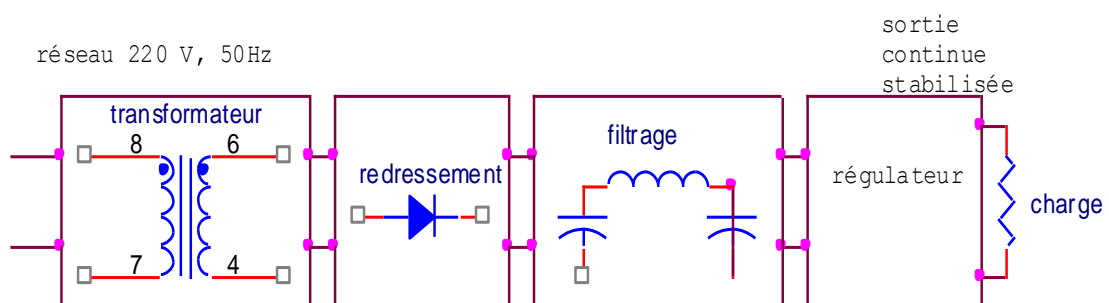 réseau 220 V, 50Hz
sortie
continue
stabilisée
transformateur
8
6
7
4
redressement
filtrage
régulateur
charge